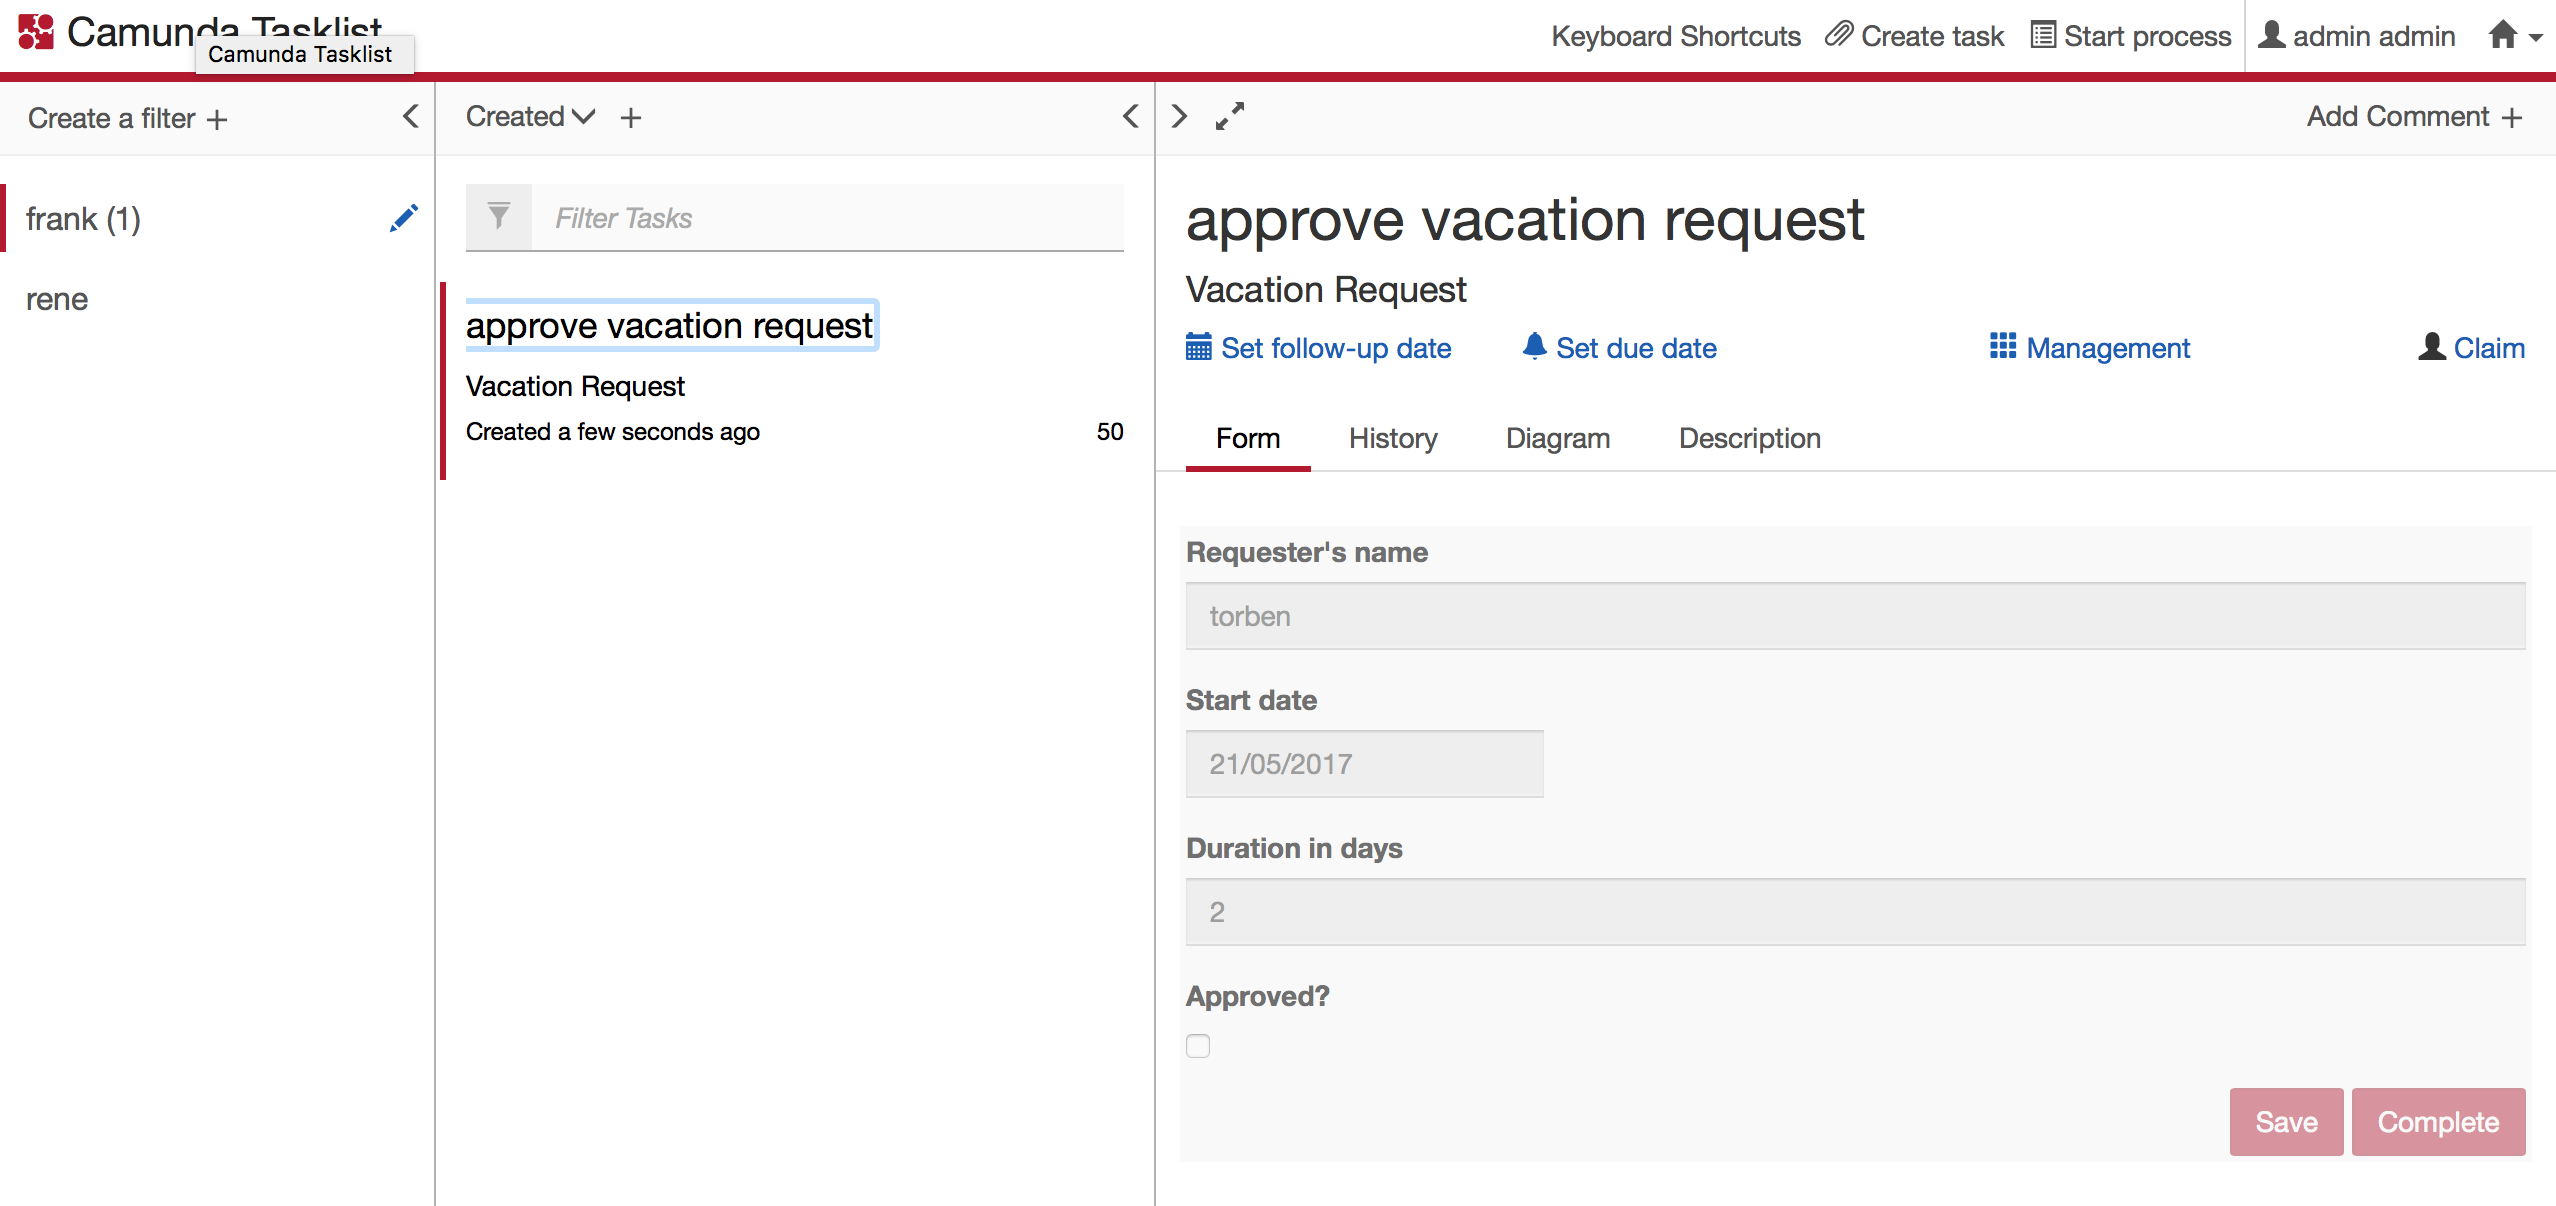 Camunda Tasklist
Camunda Tasklist
Keyboard Shortcuts Create task Start process admin admin
Create a filter +
Created +
Add Comment +
frank (1)
rene
Filter Tasks
approve vacation request
Vacation Request
Created a few seconds ago 50
approve vacation request
Vacation Request
Set follow-up date Set due date Management Claim
Form History Diagram Description
Requester's name
torben
Start date
21/05/2017
Duration in days
2
Approved?
Save Complete